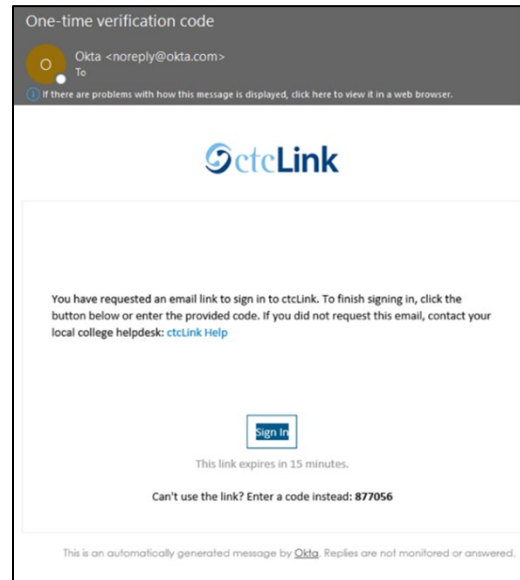 One-time verification code
O
Okta <noreply@okta.com>
To
If there are problems with how this message is displayed, click here to view it in a web browser.
ctcLink
You have requested an email link to sign in to ctcLink. To finish signing in, click the
button below or enter the provided code. If you did not request this email, contact your
local college helpdesk: ctcLink Help
Sign In
This link expires in 15 minutes.
Can't use the link? Enter a code instead: 877056
This is an automatically generated message by Okta. Replies are not monitored or answered.